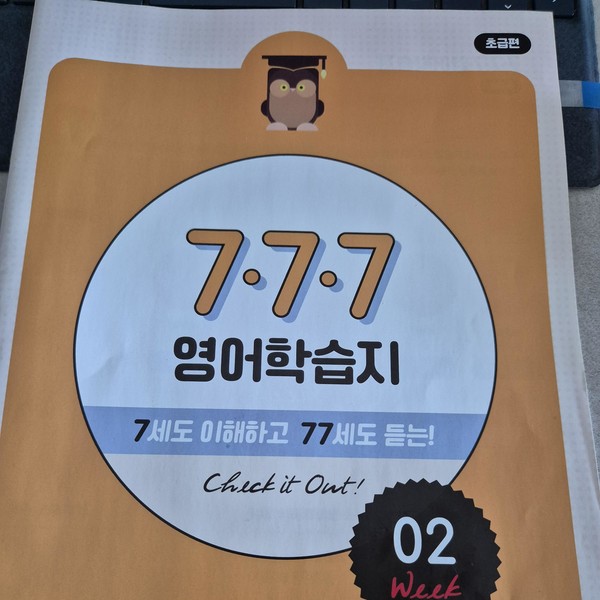 초급편
7·7·7
영어학습지
7세도 이해하고 77세도 듣는!
Check it Out!
02
Week